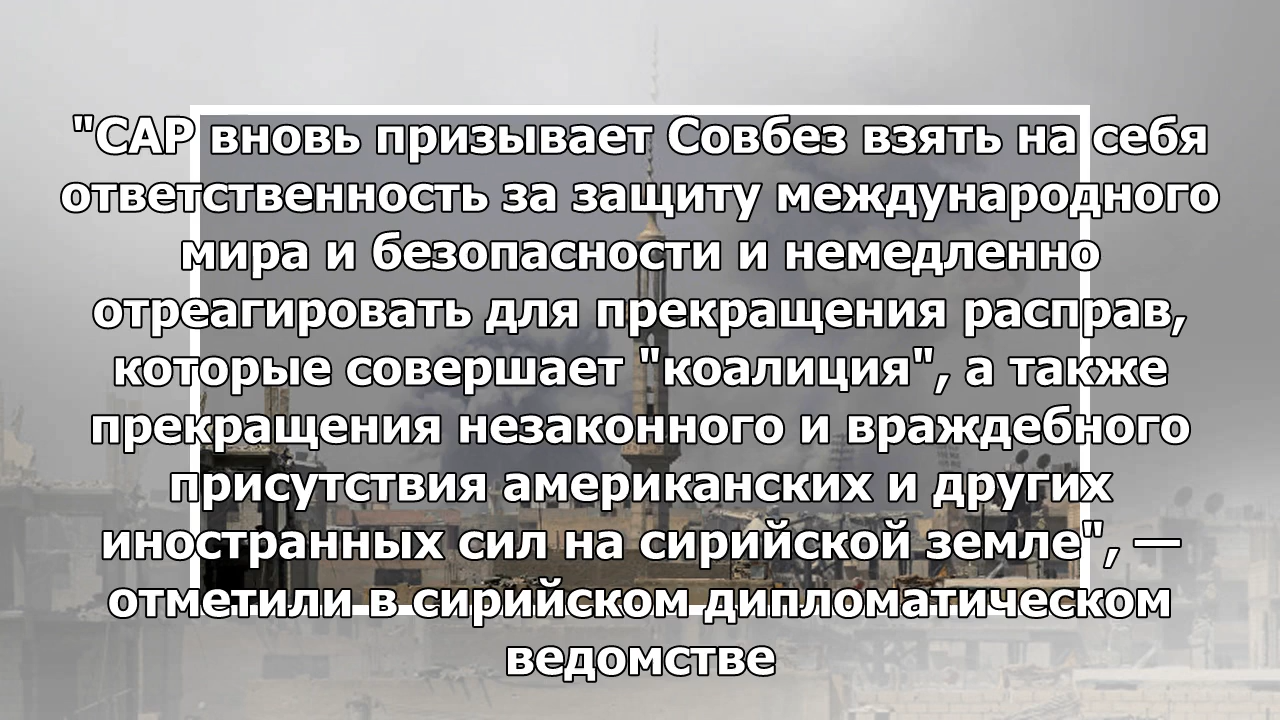 "САР вновь призывает Совбез взять на себя
ответственность за защиту международного
мира и безопасности и немедленно
отреагировать для прекращения расправ,
которые совершает "коалиция", а также
прекращения незаконного и враждебного
присутствия американских и других
иностранных сил на сирийской земле", —
отметили в сирийском дипломатическом
ведомстве